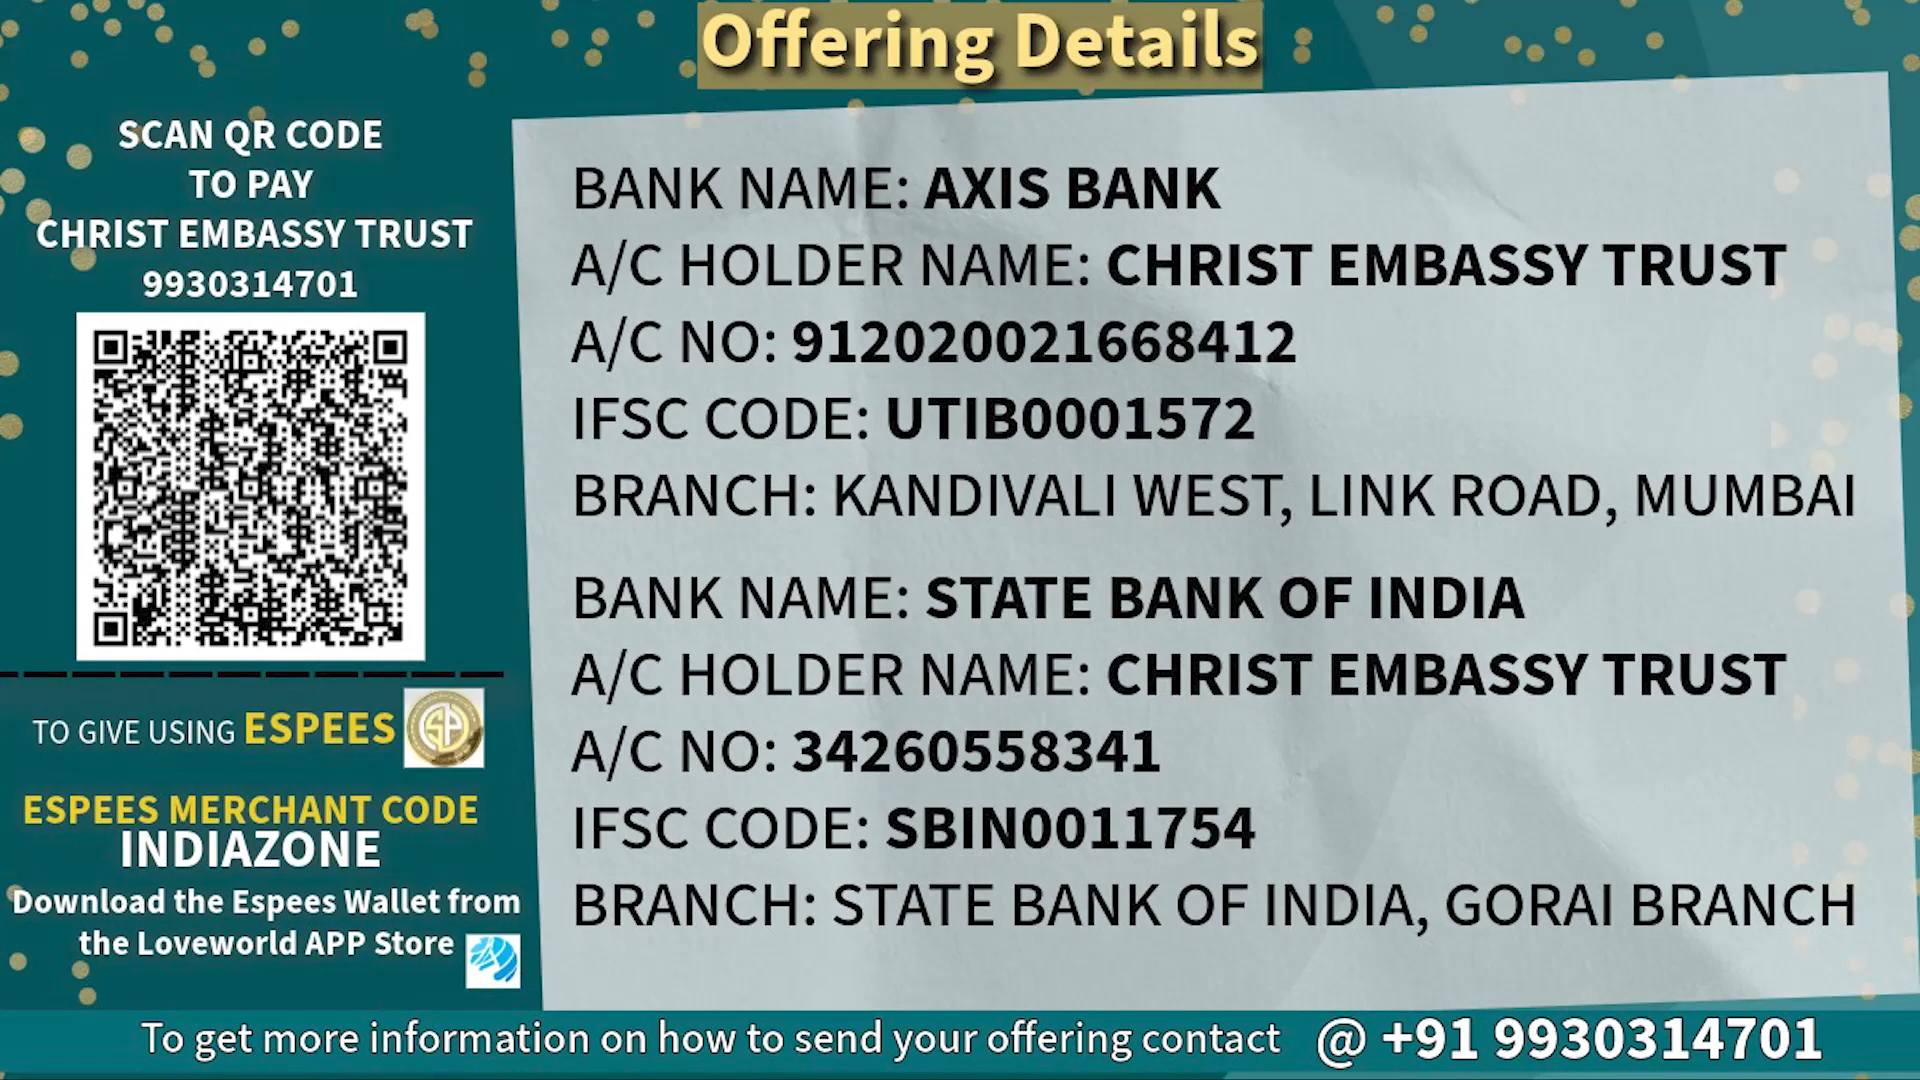 Offering Details
SCAN QR CODE
TO PAY
CHRIST EMBASSY TRUST
9930314701
TO GIVE USING ESPEES
ESPEES MERCHANT CODE
INDIAZONE
Download the Espees Wallet from
the Loveworld APP Store
BANK NAME: AXIS BANK
A/C HOLDER NAME: CHRIST EMBASSY TRUST
A/C NO: 912020021668412
IFSC CODE: UTIB0001572
BRANCH: KANDIVALI WEST, LINK ROAD, MUMBAI
BANK NAME: STATE BANK OF INDIA
A/C HOLDER NAME: CHRIST EMBASSY TRUST
A/C NO: 34260558341
IFSC CODE: SBIN0011754
BRANCH: STATE BANK OF INDIA, GORAI BRANCH
To get more information on how to send your offering contact @ +91 9930314701